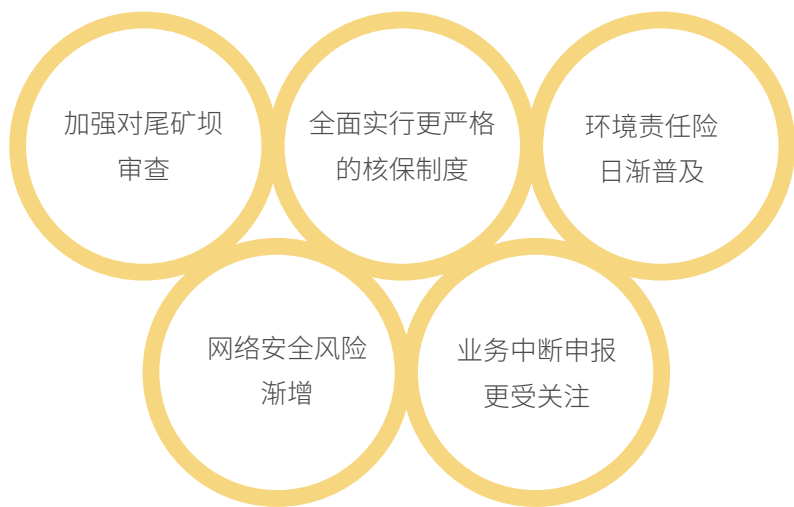 加强对尾矿坝
审查
全面实行更严格
的核保制度
环境责任险
日渐普及
网络安全风险
渐增
业务中断申报
更受关注